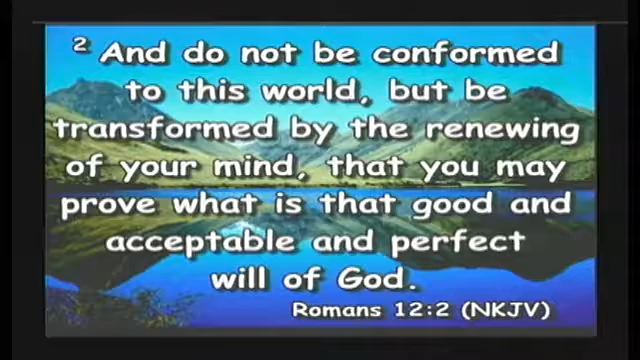 2 And do not be conformed
to this world, but be
transformed by the renewing
of your mind, that you may
prove what is that good and
acceptable and perfect
will of God.
Romans 12:2 (NKJV)